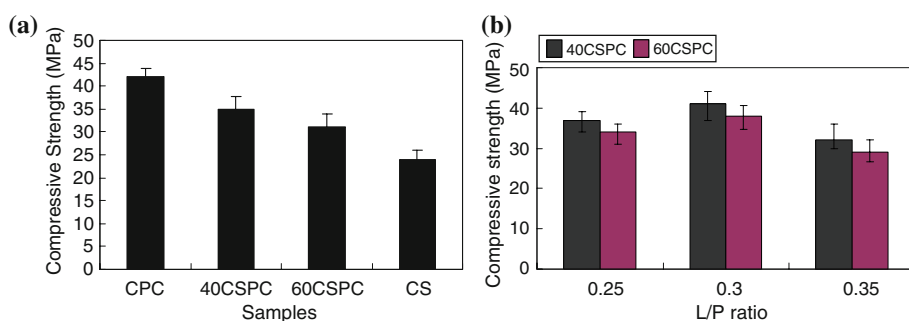 (a)
Compressive Strength (MPa)
50
45
40
35
30
25
20
15
10
5
0
CPC 40CSPC 60CSPC CS
Samples
(b)
40CSPC 60CSPC
Compressive strength (MPa)
50
40
30
20
10
0
0.25 0.3 0.35
L/P ratio